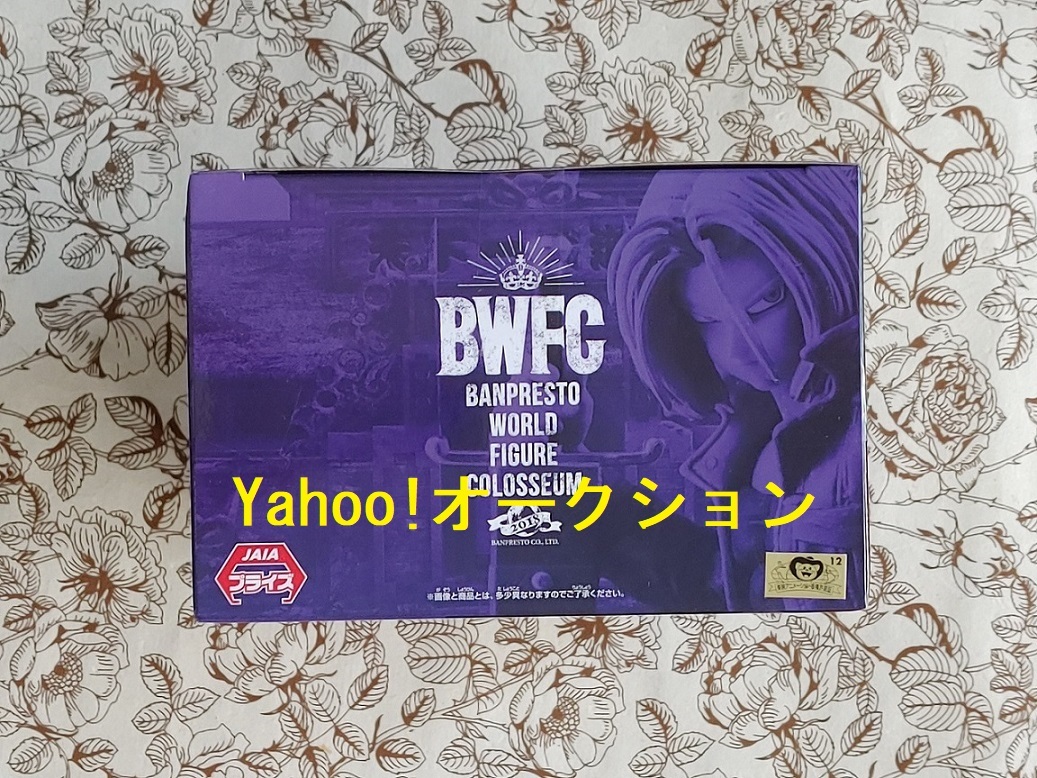 BWFC
BANPRESTO
WORLD
FIGURE
COLOSSEUM
Yahoo!オークション
2018
BANPRESTO CO., LTD.
JAIA
プライズ
12
※画像と商品とは、多少異なりますのでご了承ください。